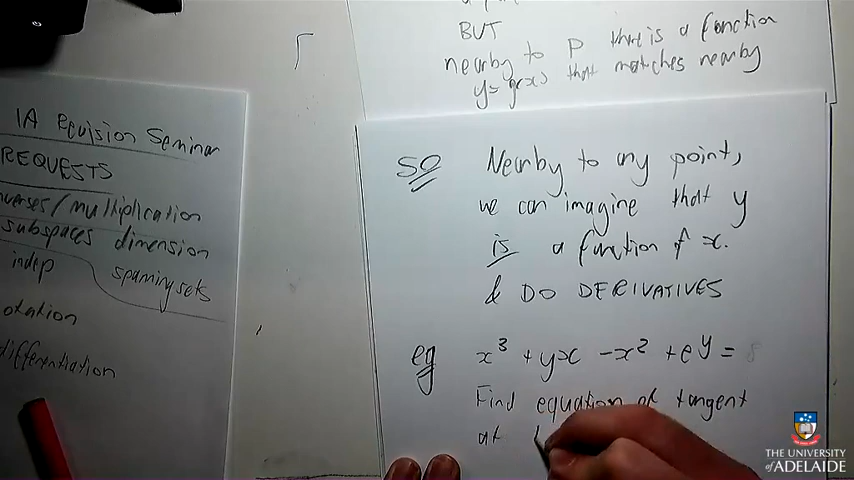 1A Revision Seminar
REQUESTS
nverses/multiplication
subspaces dimension
indep spanning sets
otation
differentiation
BUT
nearby to P there is a function
y=g(x) that matches nearby
SO Nearby to any point,
we can imagine that y
is a function of x.
& DO DERIVATIVES
eg x³ + yx - x² + e^y =
Find equation of tangent
at
THE UNIVERSITY
of ADELAIDE